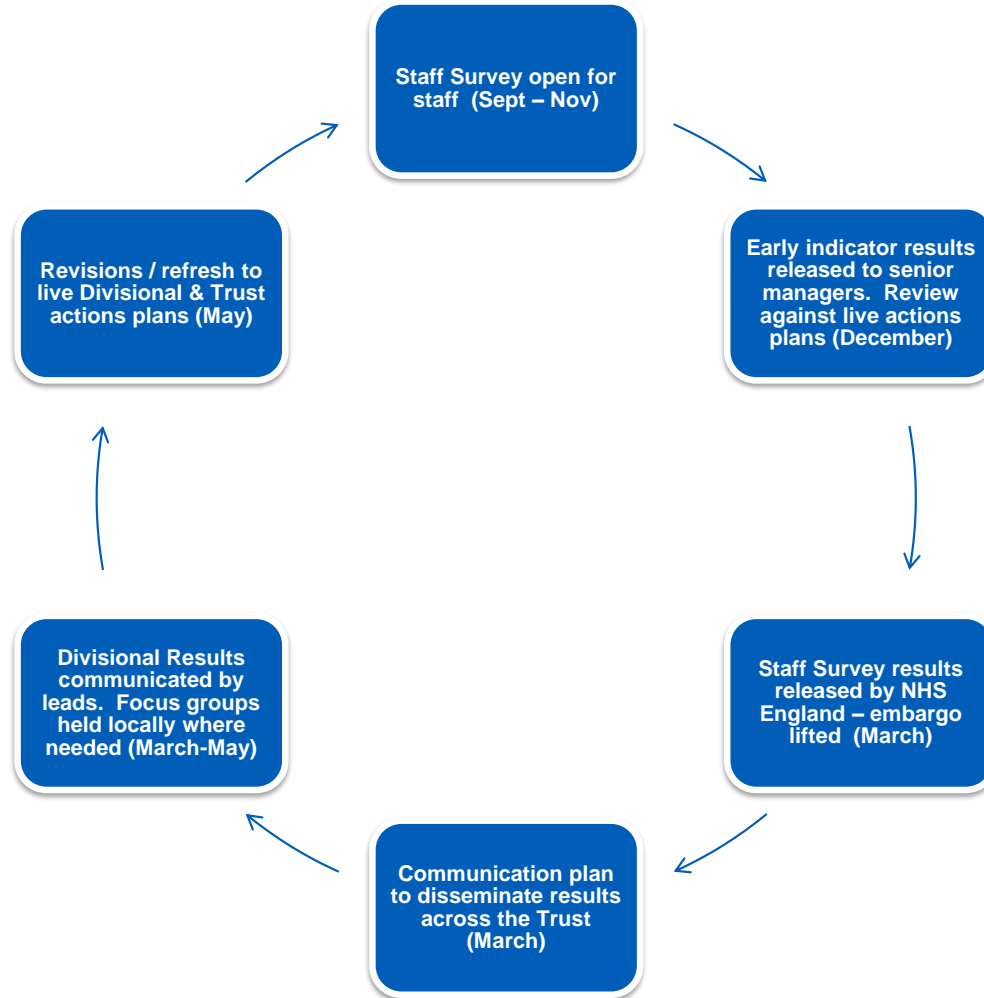 Staff Survey open for
staff  (Sept – Nov)
Early indicator results
released to senior
managers.  Review
against live actions
plans (December)
Staff Survey results
released by NHS
England – embargo
lifted  (March)
Communication plan
to disseminate results
across the Trust
(March)
Divisional Results
communicated by
leads.  Focus groups
held locally where
needed (March-May)
Revisions / refresh to
live Divisional & Trust
actions plans (May)